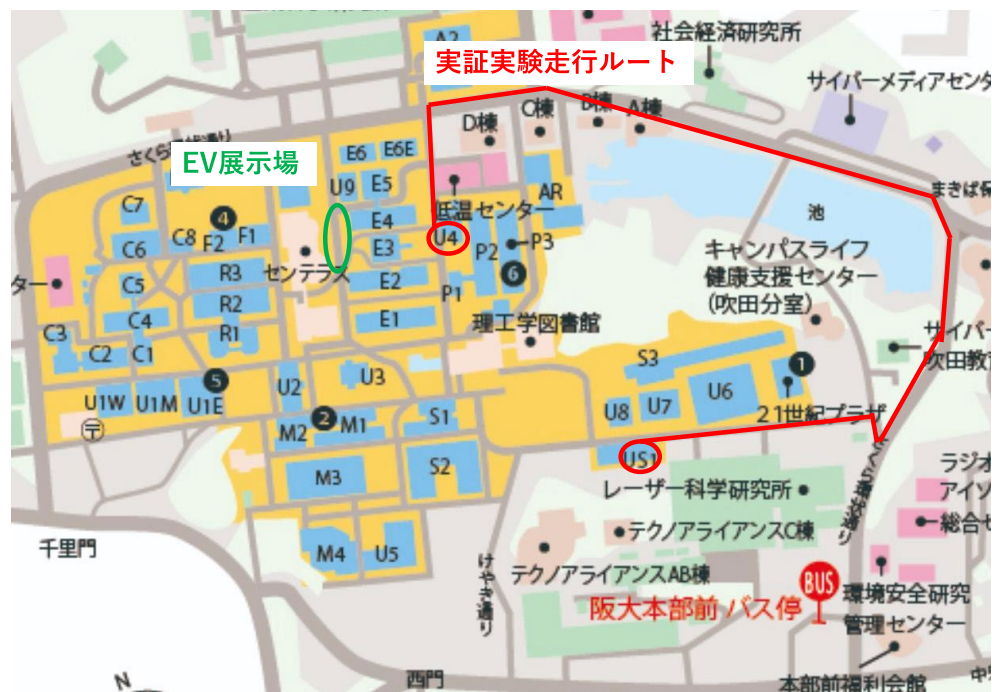 A2
社会経済研究所
実証実験走行ルート
サイバーメディアセンタ
D棟
C棟
B棟
A棟
さくら
EV展示場
E6
E6E
U9
E5
AR
まきば保
C7
低温センター
池
E4
U4
C6
C8
F2
F1
4
E3
P2
P3
キャンパスライフ
健康支援センター
(吹田分室)
センテラス
R3
E2
6
ター
C5
R2
P1
C4
E1
理工学図書館
サイバー
吹田教育
C3
R1
C2
C1
S3
1
U3
5
U2
U6
U1W
U1M
U1E
U8
U7
21世紀プラザ
2
M1
S1
M2
US1
ラジオ
アイソ
総合セ
M3
S2
レーザー科学研究所
テクノアライアンスC棟
千里門
M4
U5
テクノアライアンスAB棟
けやき通り
BUS
阪大本部前 バス停
環境安全研究
管理センター
西門
本部前福利会館
中
N